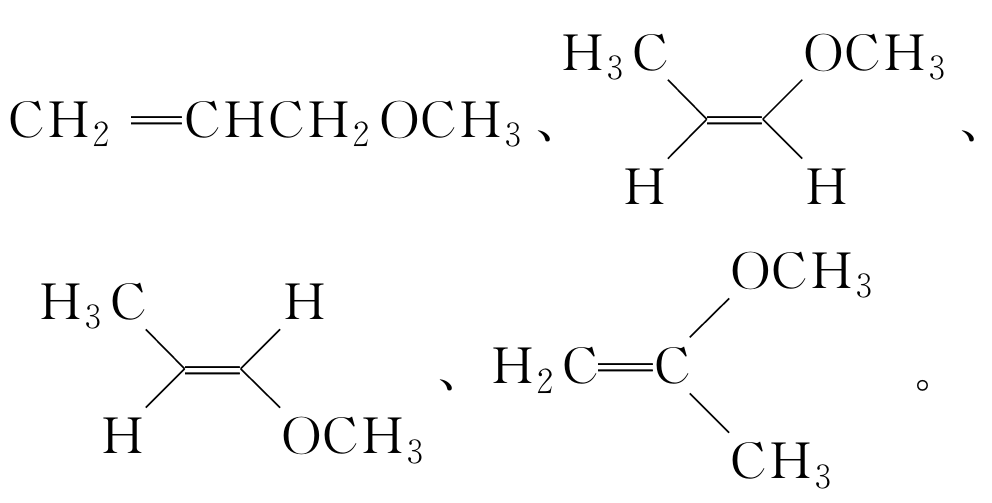 CH₂=CHCH₂OCH₃、
H₃C OCH₃
H H 、
H₃C H
H OCH₃ 、
OCH₃
H₂C=C
CH₃ 。